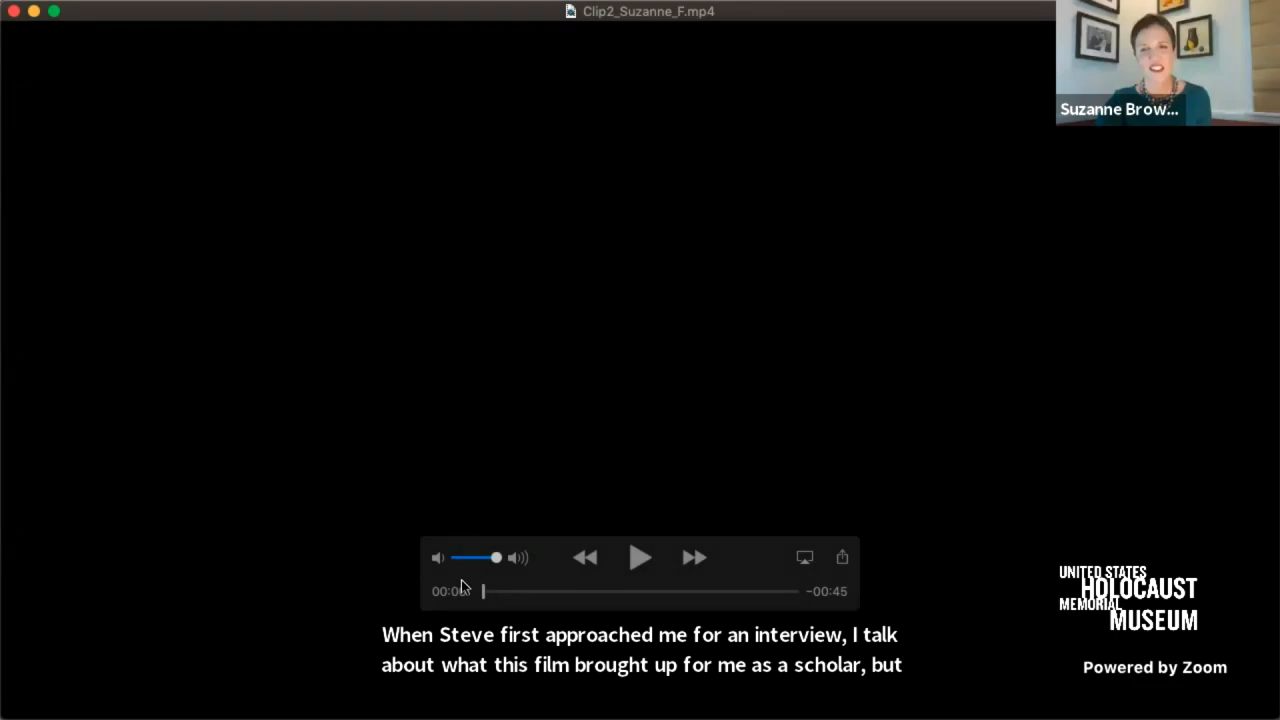 Clip2_Suzanne_F.mp4
Suzanne Brow...
-00:45
When Steve first approached me for an interview, I talk
about what this film brought up for me as a scholar, but
UNITED STATES
HOLOCAUST
MEMORIAL
MUSEUM
Powered by Zoom